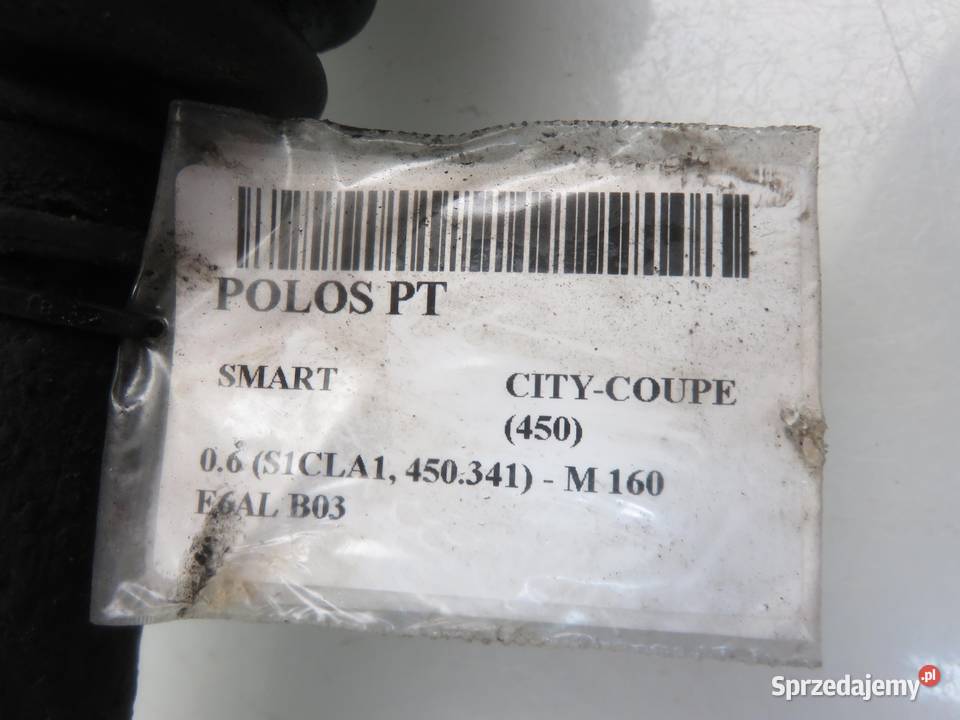 POLOS PT
SMART CITY-COUPE
(450)
0.6 (S1CLA1, 450.341) - M 160
E6AL B03
Sprzedajemy.pl